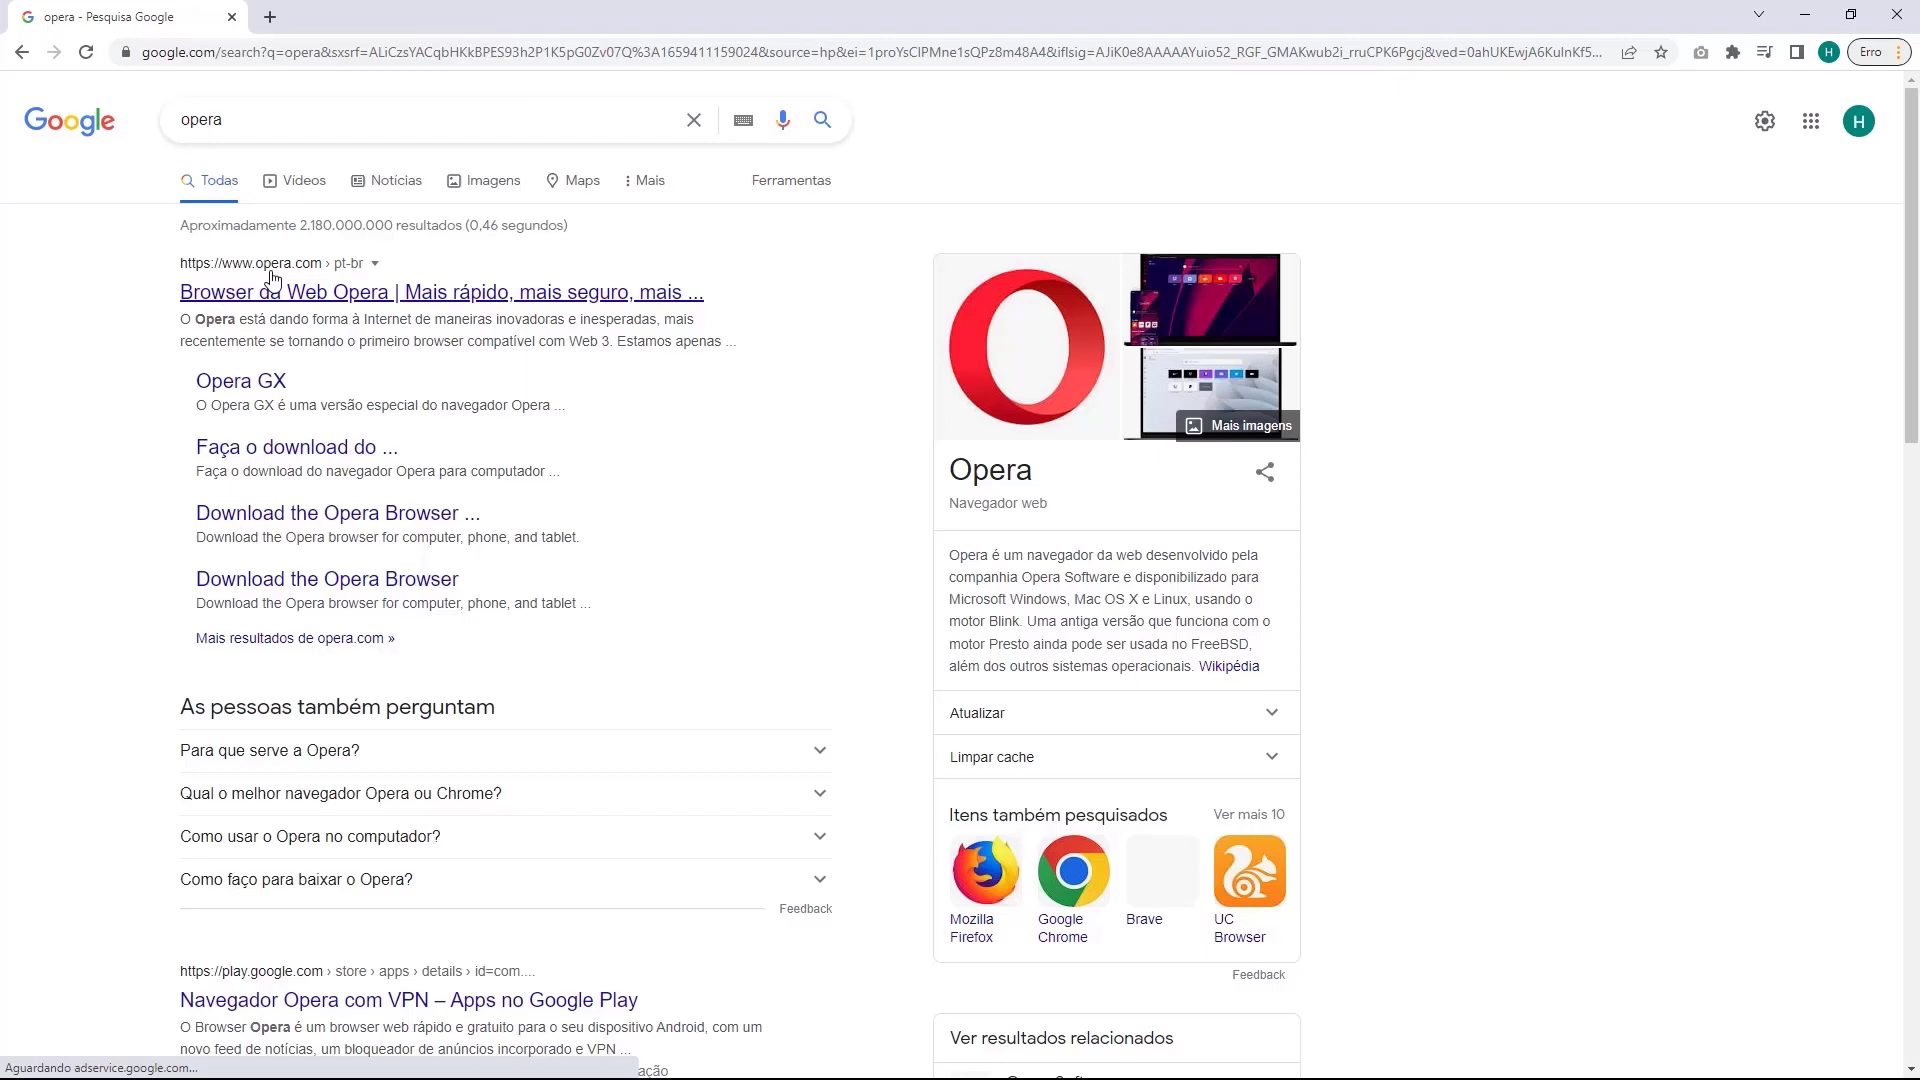 opera - Pesquisa Google
google.com/search?q=opera&sxsrf=ALiCzsYACqbHKkBPES93h2P1K5pG0Zv07Q%3A1659411159024&source=hp&ei=1proYsCIPMne1sQPz8m48A4&iflsig=AJiK0e8AAAAAYuio52_RGF_GMAKwub2i_rruCPK6Pgcj&ved=0ahUKEwjA6KuInKf5...
H
Erro
Google
opera
H
Todas
Vídeos
Notícias
Imagens
Maps
Mais
Ferramentas
Aproximadamente 2.180.000.000 resultados (0,46 segundos)
https://www.opera.com › pt-br
Browser da Web Opera | Mais rápido, mais seguro, mais ...
O Opera está dando forma à Internet de maneiras inovadoras e inesperadas, mais
recentemente se tornando o primeiro browser compatível com Web 3. Estamos apenas ...
Opera GX
O Opera GX é uma versão especial do navegador Opera ...
Faça o download do ...
Faça o download do navegador Opera para computador ...
Download the Opera Browser ...
Download the Opera browser for computer, phone, and tablet.
Download the Opera Browser
Download the Opera browser for computer, phone, and tablet ...
Mais resultados de opera.com »
As pessoas também perguntam
Para que serve a Opera?
Qual o melhor navegador Opera ou Chrome?
Como usar o Opera no computador?
Como faço para baixar o Opera?
Feedback
https://play.google.com › store › apps › details › id=com....
Navegador Opera com VPN – Apps no Google Play
O Browser Opera é um browser web rápido e gratuito para o seu dispositivo Android, com um
novo feed de notícias, um bloqueador de anúncios incorporado e VPN ...
ação
Aguardando adservice.google.com...
Mais imagens
Opera
Navegador web
Opera é um navegador da web desenvolvido pela
companhia Opera Software e disponibilizado para
Microsoft Windows, Mac OS X e Linux, usando o
motor Blink. Uma antiga versão que funciona com o
motor Presto ainda pode ser usada no FreeBSD,
além dos outros sistemas operacionais. Wikipédia
Atualizar
Limpar cache
Itens também pesquisados
Ver mais 10
Mozilla
Firefox
Google
Chrome
Brave
UC
Browser
Feedback
Ver resultados relacionados